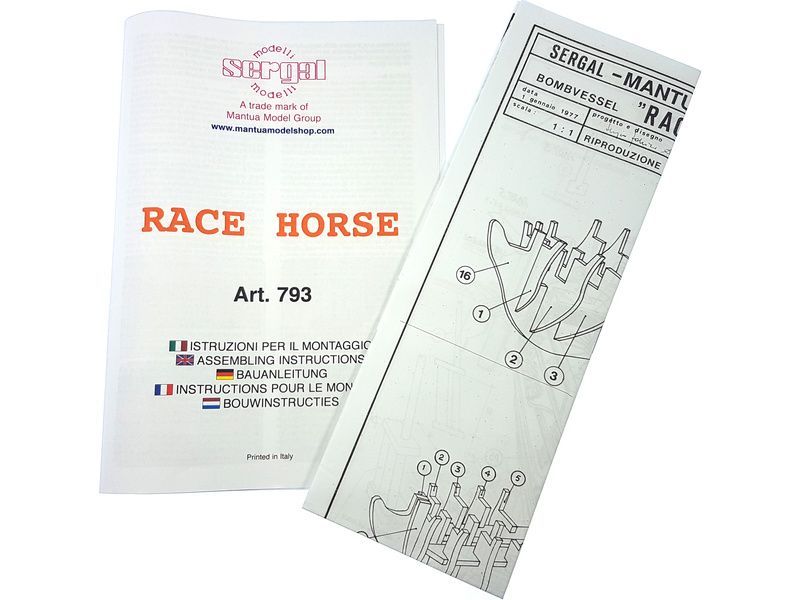 modelli
sergal
modelli
A trade mark of
Mantua Model Group
www.mantuamodelshop.com
RACE HORSE
Art. 793
ISTRUZIONI PER IL MONTAGGIO
ASSEMBLING INSTRUCTIONS
BAUANLEITUNG
INSTRUCTIONS POUR LE MON
BOUWINSTRUCTIES
Printed in Italy
SERGAL - MANTU
BOMBVESSEL "RAC
data
1 gennaio 1977
progetto e disegno
scala:
1:1
RIPRODUZIONE
16
1
2
3
1
2
3
4
5